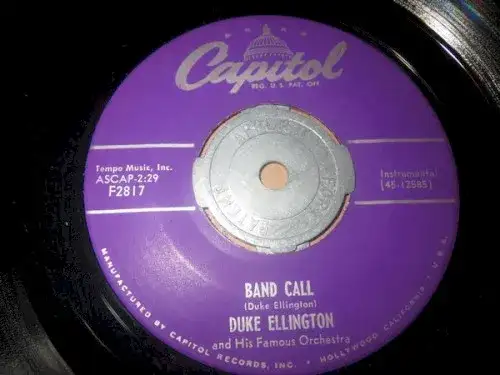 Capitol
REG. U.S. PAT. OFF.
Tempo Music, Inc.
ASCAP-2:29
F2817
Instrumental
(45-12585)
BAND CALL
(Duke Ellington)
DUKE ELLINGTON
and His Famous Orchestra
MANUFACTURED BY CAPITOL RECORDS, INC. • HOLLYWOOD, CALIFORNIA. U.S.A.